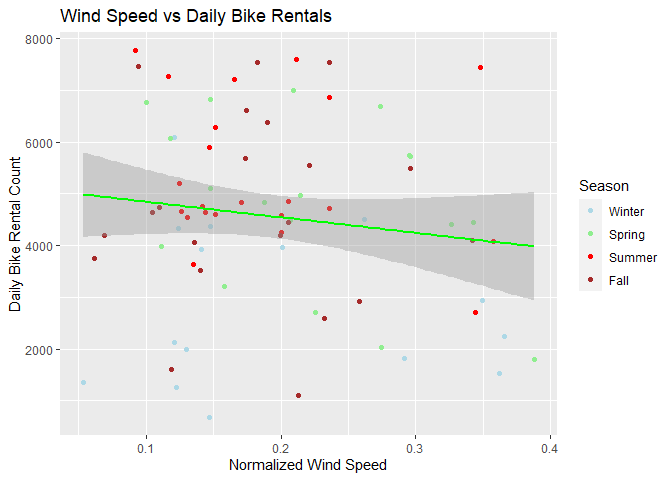 Wind Speed vs Daily Bike Rentals
8000
6000
4000
2000
Daily Bike Rental Count
0.1
0.2
0.3
0.4
Normalized Wind Speed
Season
Winter
Spring
Summer
Fall